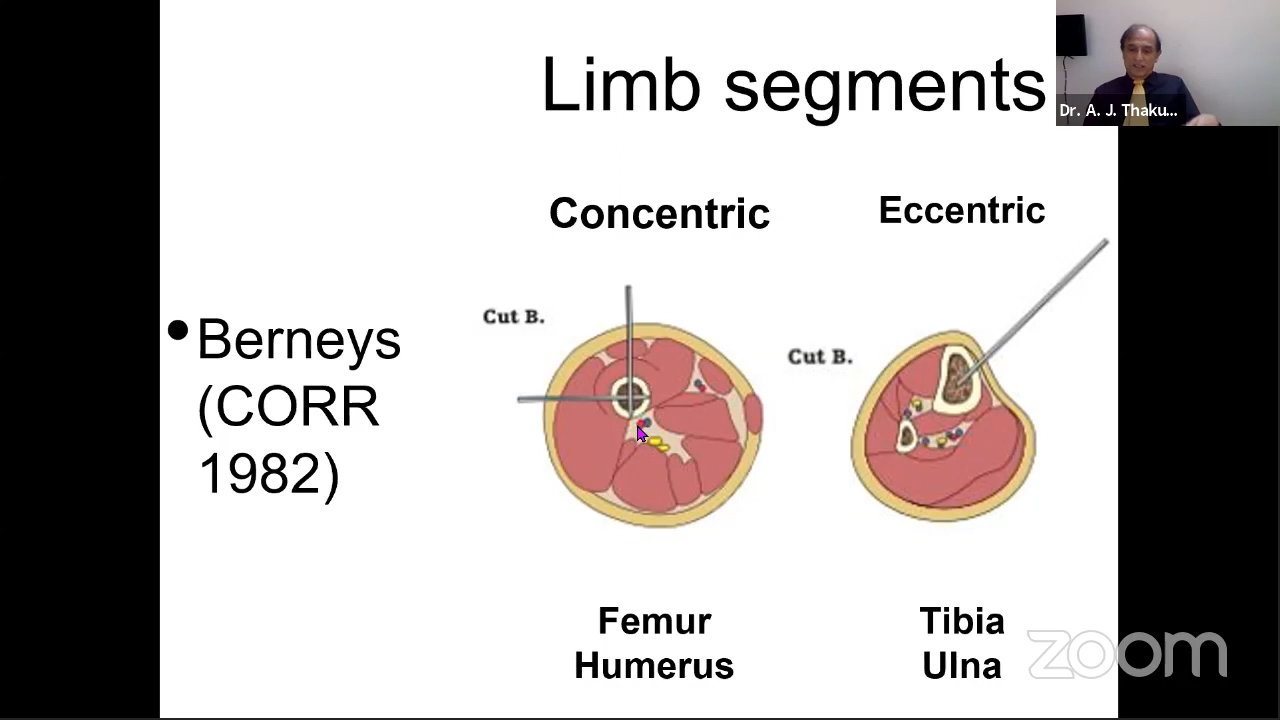 Limb segments
Dr. A. J. Thaku...
Concentric
Eccentric
Cut B.
Cut B.
• Berneys
(CORR
1982)
Femur
Humerus
Tibia
Ulna
zoom